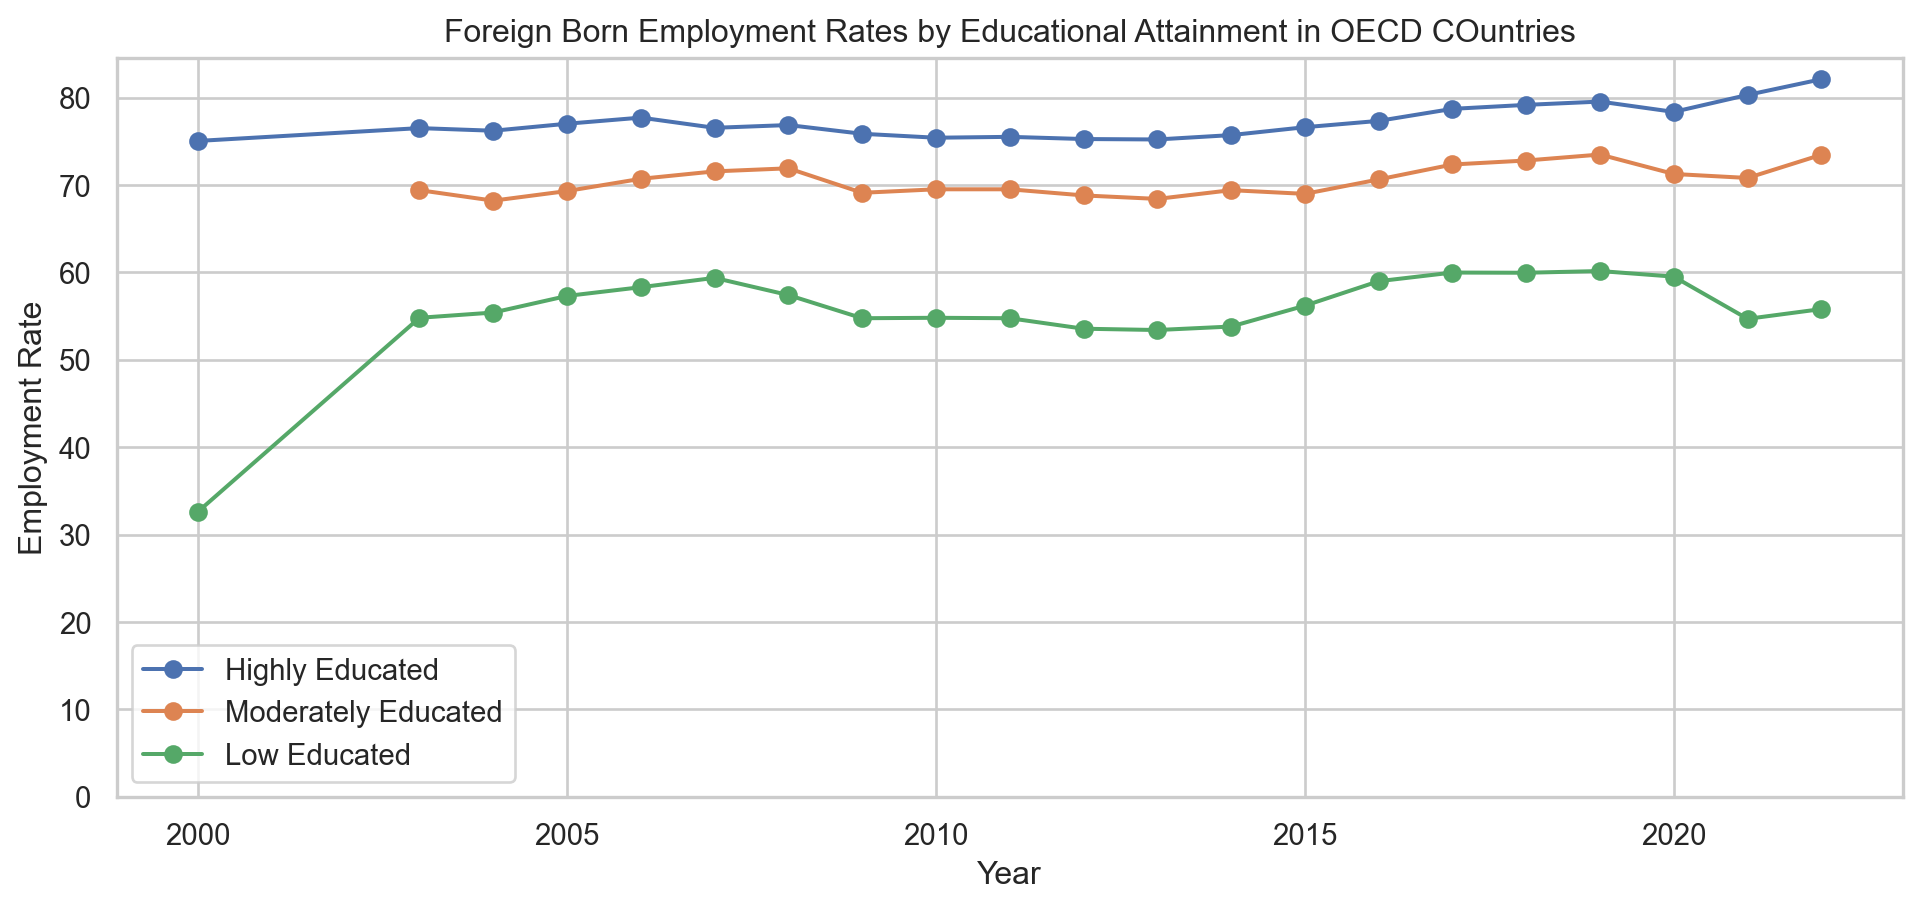 Foreign Born Employment Rates by Educational Attainment in OECD COuntries
Employment Rate
80
70
60
50
40
30
20
10
0
Highly Educated
Moderately Educated
Low Educated
2000 2005 2010 2015 2020
Year